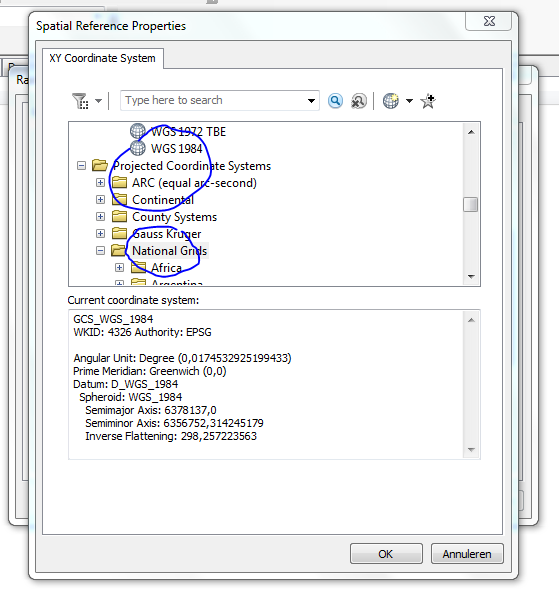 Spatial Reference Properties
Ra
XY Coordinate System
Type here to search
WGS 1972 TBE
WGS 1984
Projected Coordinate Systems
ARC (equal arc-second)
Continental
County Systems
Gauss Kruger
National Grids
Africa
Argentina
Current coordinate system:
GCS_WGS_1984
WKID: 4326 Authority: EPSG
Angular Unit: Degree (0,0174532925199433)
Prime Meridian: Greenwich (0,0)
Datum: D_WGS_1984
Spheroid: WGS_1984
Semimajor Axis: 6378137,0
Semiminor Axis: 6356752,314245179
Inverse Flattening: 298,257223563
OK
Annuleren